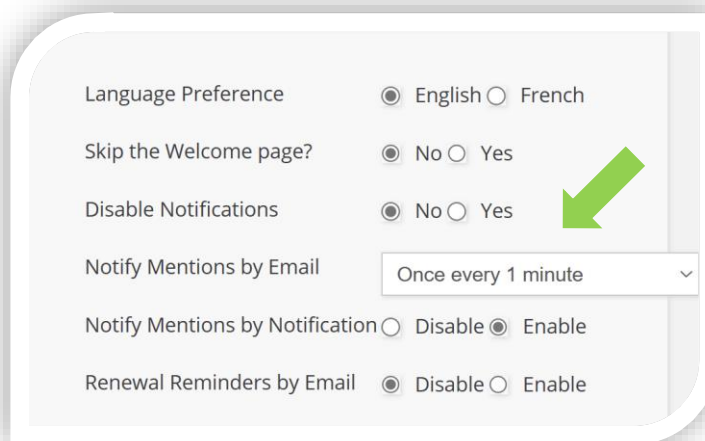 Language Preference English French
Skip the Welcome page? No Yes
Disable Notifications No Yes
Notify Mentions by Email Once every 1 minute
Notify Mentions by Notification Disable Enable
Renewal Reminders by Email Disable Enable